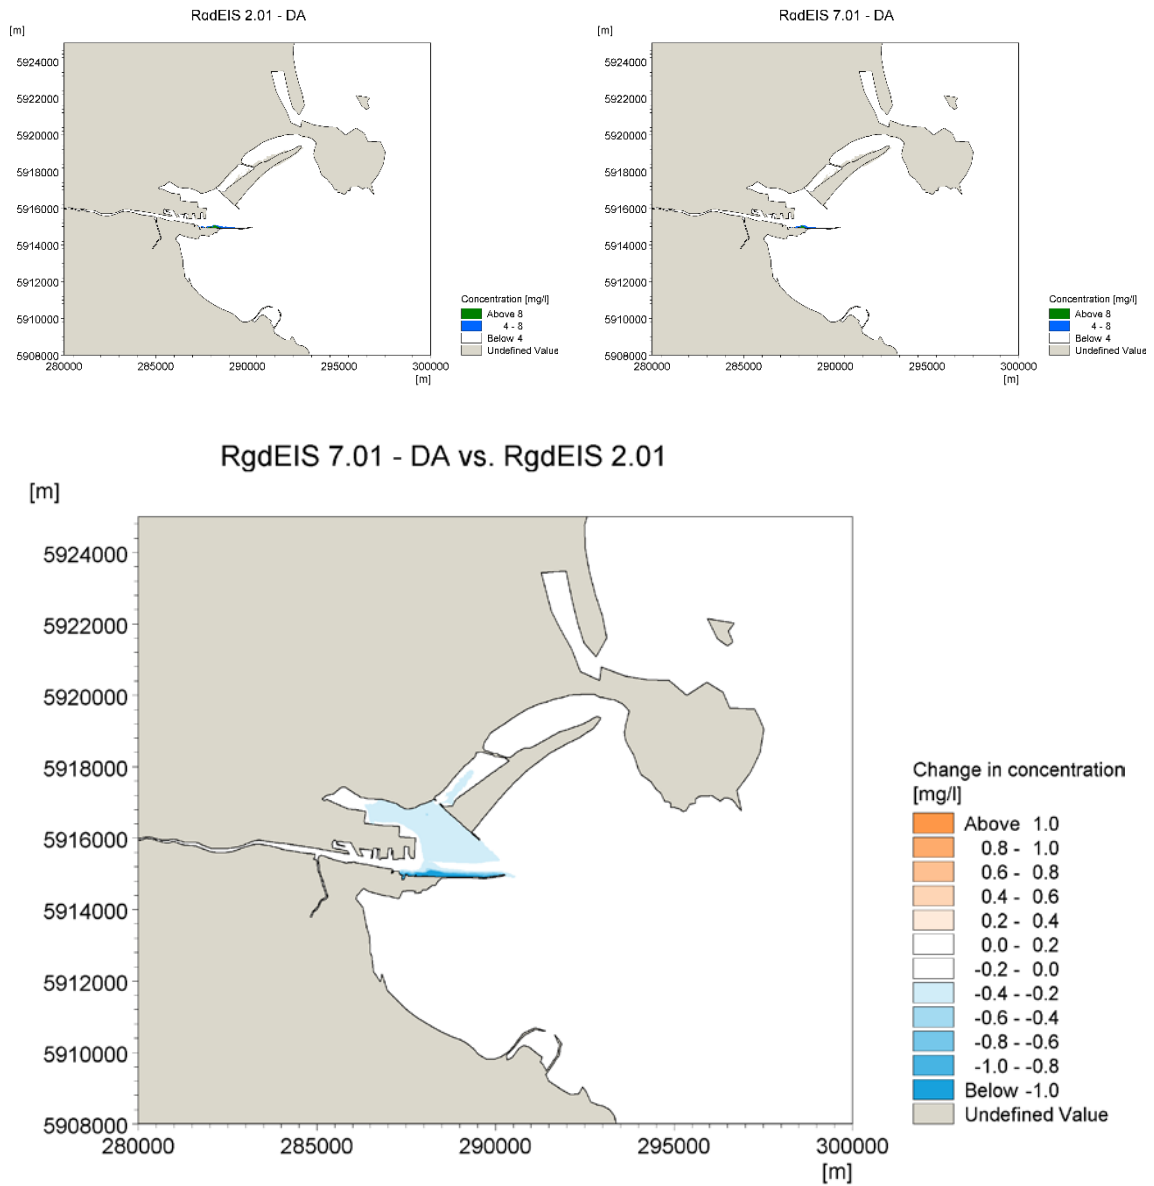 RgdEIS 2.01 - DA
[m]
5924000
5922000
5920000
5918000
5916000
5914000
5912000
5910000
5908000
280000 285000 290000 295000 300000
[m]
Concentration [mg/l]
Above 8
4 - 8
Below 4
Undefined Value
RgdEIS 7.01 - DA
[m]
5924000
5922000
5920000
5918000
5916000
5914000
5912000
5910000
5908000
280000 285000 290000 295000 300000
[m]
Concentration [mg/l]
Above 8
4 - 8
Below 4
Undefined Value
RgdEIS 7.01 - DA vs. RgdEIS 2.01
[m]
5924000
5922000
5920000
5918000
5916000
5914000
5912000
5910000
5908000
280000 285000 290000 295000 300000
[m]
Change in concentration
[mg/l]
Above 1.0
0.8 - 1.0
0.6 - 0.8
0.4 - 0.6
0.2 - 0.4
0.0 - 0.2
-0.2 - 0.0
-0.4 - -0.2
-0.6 - -0.4
-0.8 - -0.6
-1.0 - -0.8
Below -1.0
Undefined Value